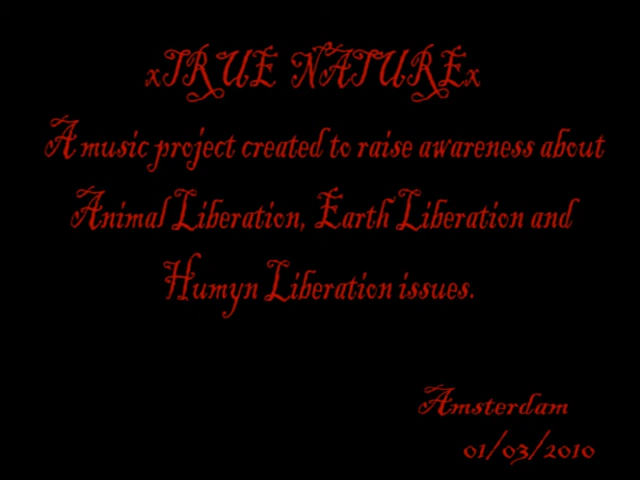 xTRUE NATUREx
A music project created to raise awareness about
Animal Liberation, Earth Liberation and
Humyn Liberation issues.
Amsterdam
01/03/2010